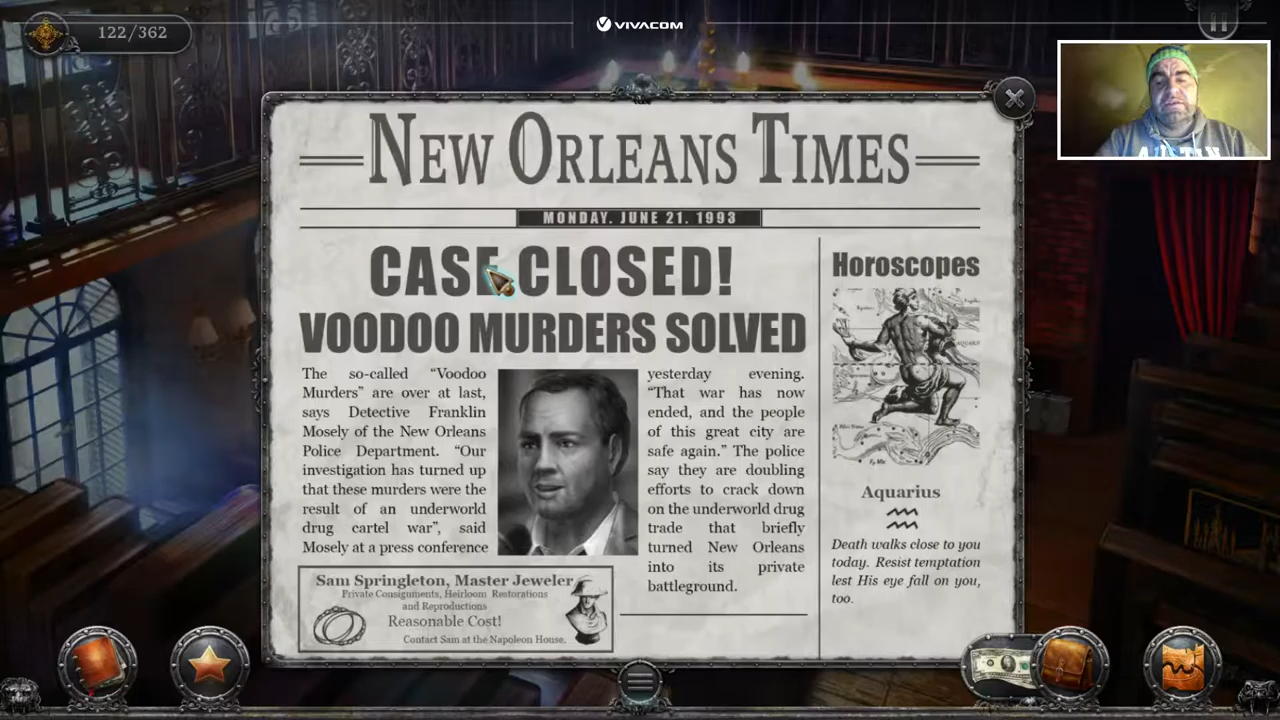 122/362
VIVACOM
NEW ORLEANS TIMES
MONDAY, JUNE 21, 1993
CASE CLOSED!
VOODOO MURDERS SOLVED
The so-called “Voodoo
Murders” are over at last,
says Detective Franklin
Mosely of the New Orleans
Police Department. “Our
investigation has turned up
that these murders were the
result of an underworld
drug cartel war”, said
Mosely at a press conference
yesterday evening.
“That war has now
ended, and the people
of this great city are
safe again.” The police
say they are doubling
efforts to crack down
on the underworld drug
trade that briefly
turned New Orleans
into its private
battleground.
Sam Springleton, Master Jeweler
Private Consignments, Heirloom Restorations
and Reproductions
Reasonable Cost!
Contact Sam at the Napoleon House.
Horoscopes
Aquarius
Death walks close to you
today. Resist temptation
lest His eye fall on you,
too.